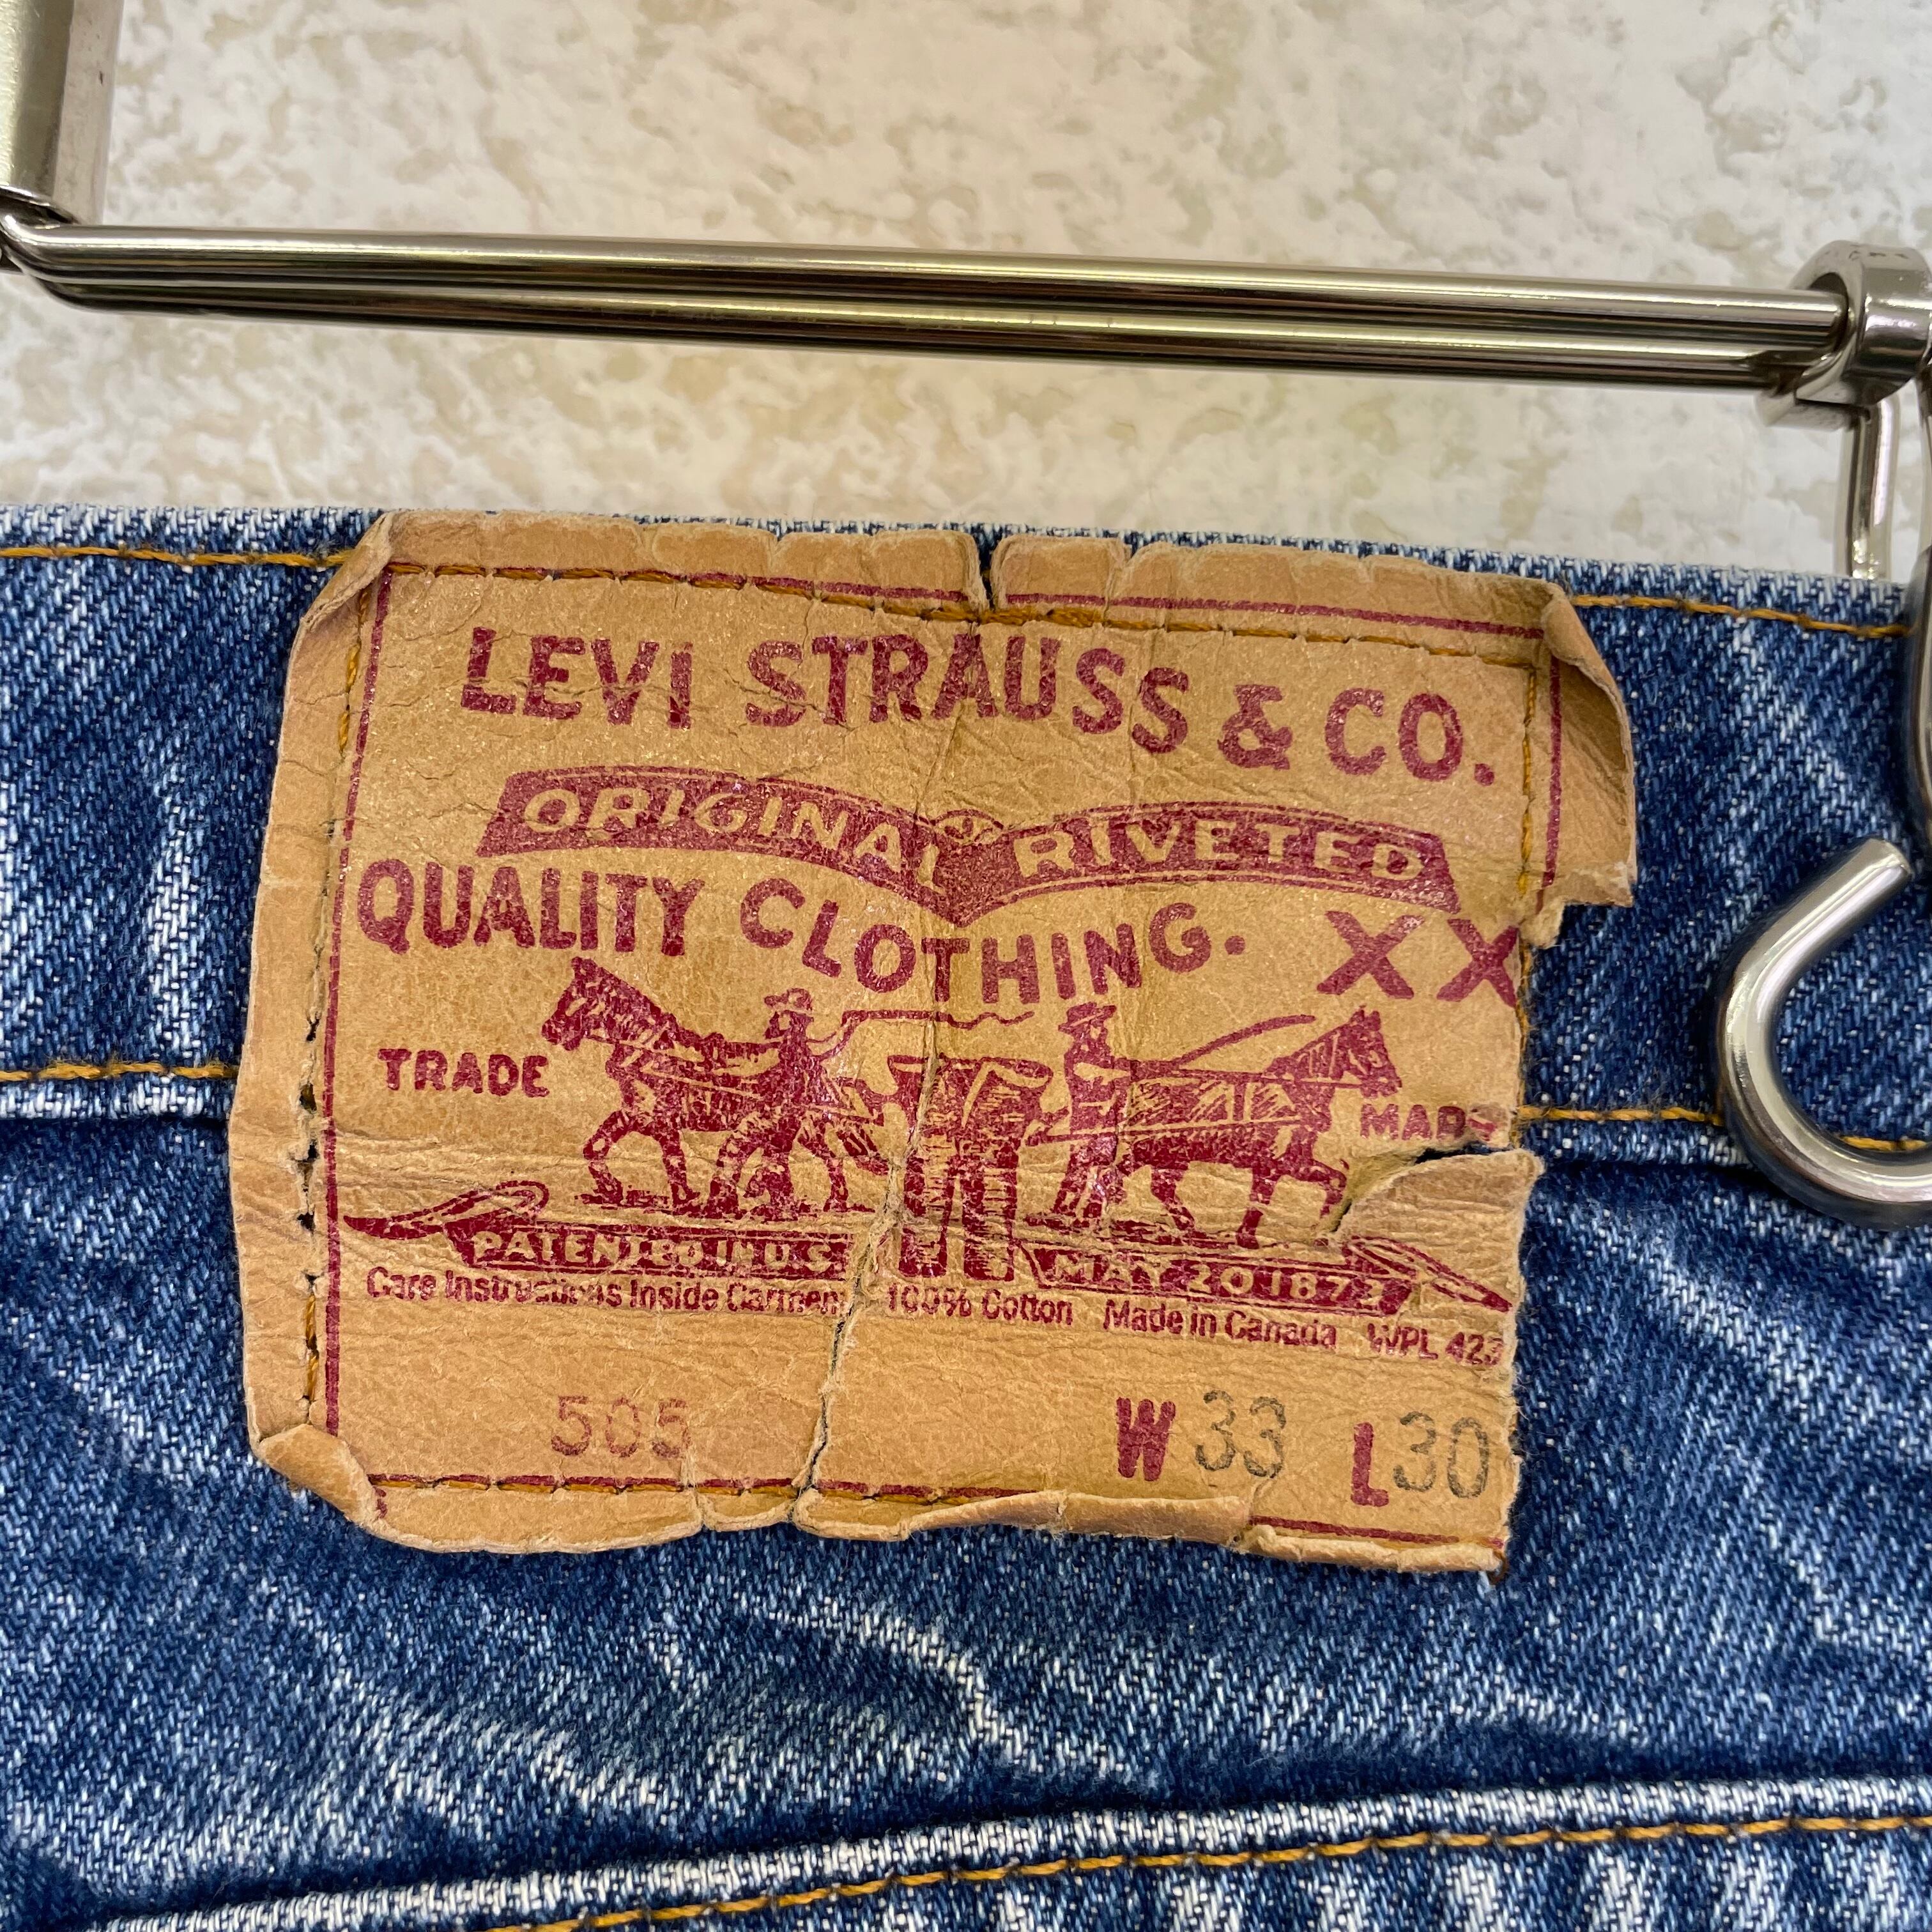 LEVI STRAUSS & CO.
ORIGINAL RIVETED
QUALITY CLOTHING. XX
TRADE MARK
PATENTED IN U.S. MAY 20 1873
Care Instructions Inside Garment 100% Cotton Made in Canada WPL 423
505 W 33 L 30